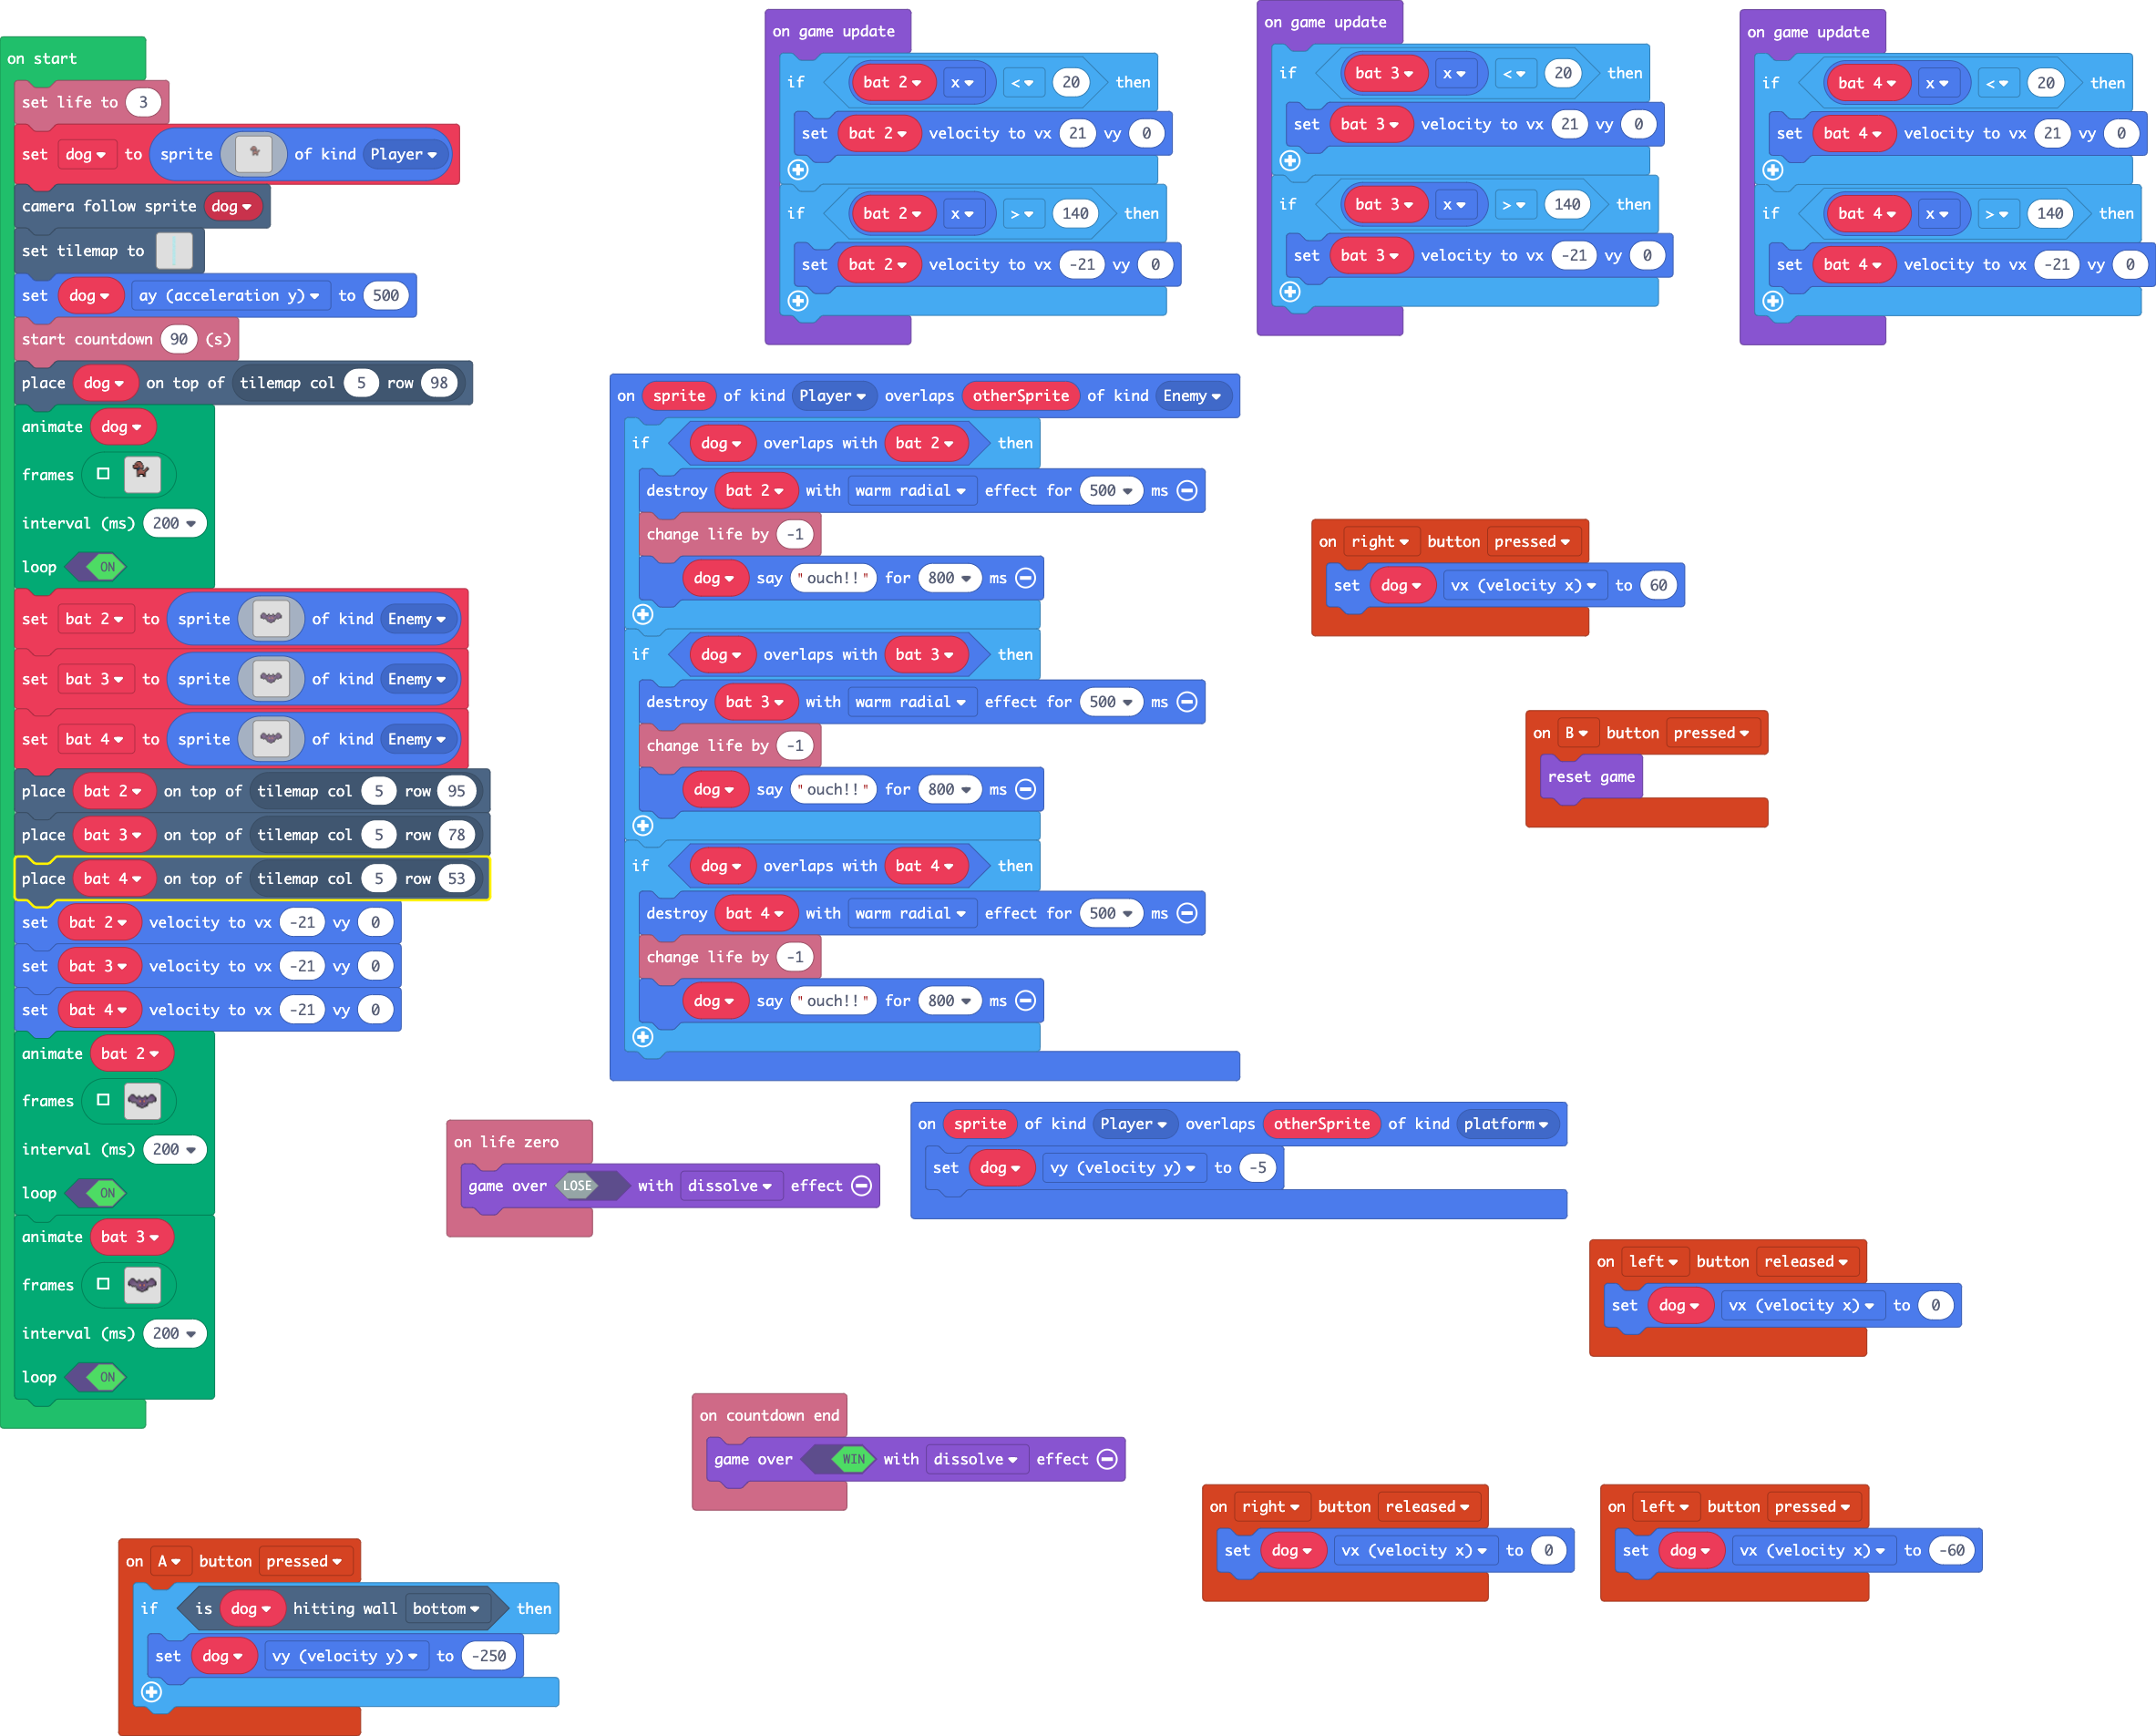 on start
set life to 3
set dog to sprite of kind Player
camera follow sprite dog
set tilemap to
set dog ay (acceleration y) to 500
start countdown 90 (s)
place dog on top of tilemap col 5 row 98
animate dog
frames
interval (ms) 200
loop ON
set bat 2 to sprite of kind Enemy
set bat 3 to sprite of kind Enemy
set bat 4 to sprite of kind Enemy
place bat 2 on top of tilemap col 5 row 95
place bat 3 on top of tilemap col 5 row 78
place bat 4 on top of tilemap col 5 row 53
set bat 2 velocity to vx -21 vy 0
set bat 3 velocity to vx -21 vy 0
set bat 4 velocity to vx -21 vy 0
animate bat 2
frames
interval (ms) 200
loop ON
animate bat 3
frames
interval (ms) 200
loop ON
on game update
if bat 2 x < 20 then
set bat 2 velocity to vx 21 vy 0
if bat 2 x > 140 then
set bat 2 velocity to vx -21 vy 0
on game update
if bat 3 x < 20 then
set bat 3 velocity to vx 21 vy 0
if bat 3 x > 140 then
set bat 3 velocity to vx -21 vy 0
on game update
if bat 4 x < 20 then
set bat 4 velocity to vx 21 vy 0
if bat 4 x > 140 then
set bat 4 velocity to vx -21 vy 0
on sprite of kind Player overlaps otherSprite of kind Enemy
if dog overlaps with bat 2 then
destroy bat 2 with warm radial effect for 500 ms
change life by -1
dog say "ouch!!" for 800 ms
if dog overlaps with bat 3 then
destroy bat 3 with warm radial effect for 500 ms
change life by -1
dog say "ouch!!" for 800 ms
if dog overlaps with bat 4 then
destroy bat 4 with warm radial effect for 500 ms
change life by -1
dog say "ouch!!" for 800 ms
on right button pressed
set dog vx (velocity x) to 60
on B button pressed
reset game
on life zero
game over LOSE with dissolve effect
on sprite of kind Player overlaps otherSprite of kind platform
set dog vy (velocity y) to -5
on left button released
set dog vx (velocity x) to 0
on countdown end
game over WIN with dissolve effect
on right button released
set dog vx (velocity x) to 0
on left button pressed
set dog vx (velocity x) to -60
on A button pressed
if is dog hitting wall bottom then
set dog vy (velocity y) to -250